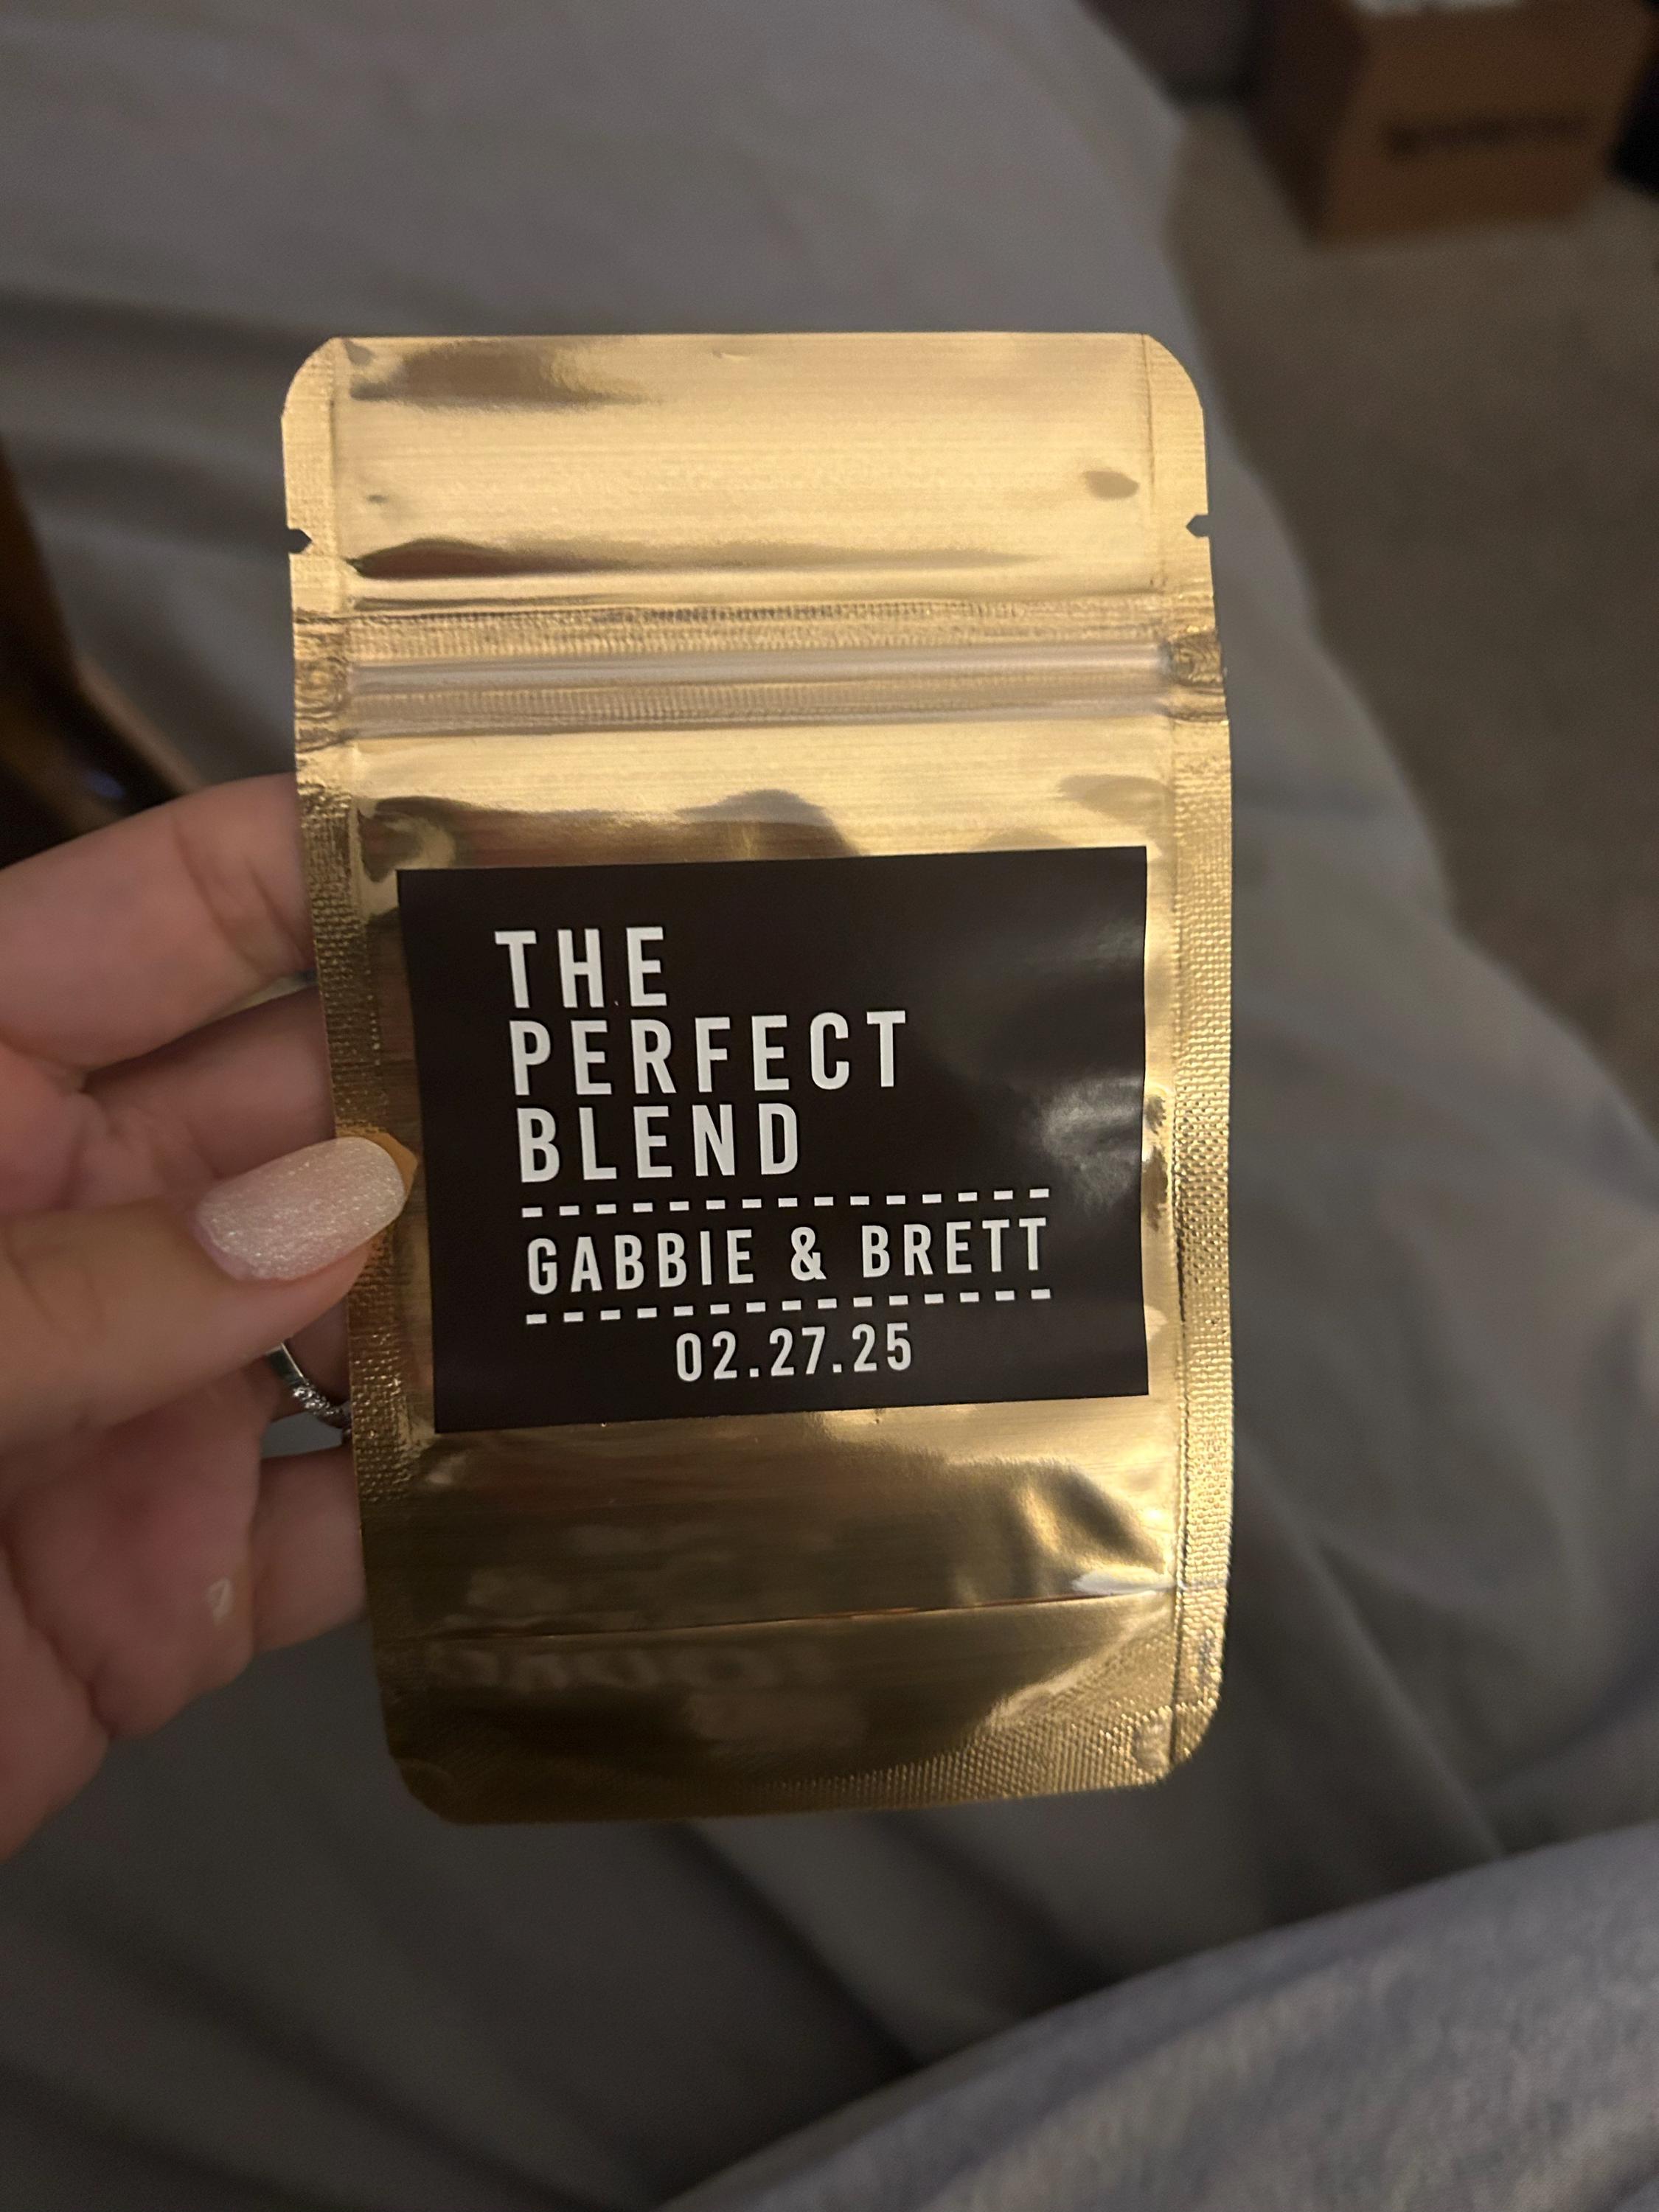 THE
PERFECT
BLEND
GABBIE & BRETT
02.27.25